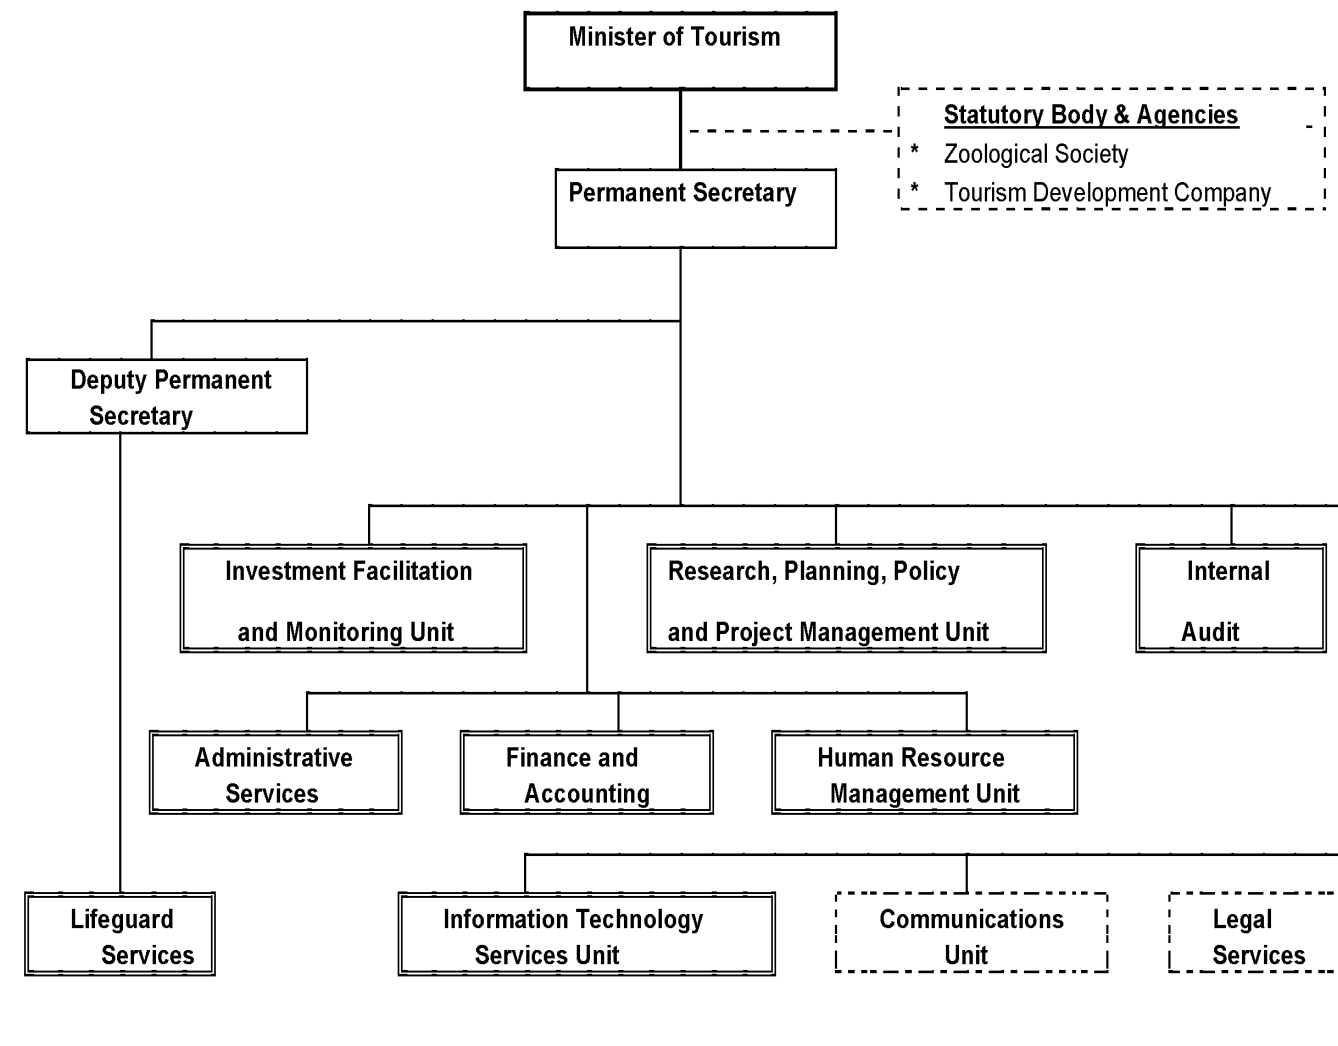 Minister of Tourism
Statutory Body & Agencies -
* Zoological Society
* Tourism Development Company
Permanent Secretary
Deputy Permanent
Secretary
Investment Facilitation
and Monitoring Unit
Research, Planning, Policy
and Project Management Unit
Internal
Audit
Administrative
Services
Finance and
Accounting
Human Resource
Management Unit
Lifeguard
Services
Information Technology
Services Unit
Communications
Unit
Legal
Services